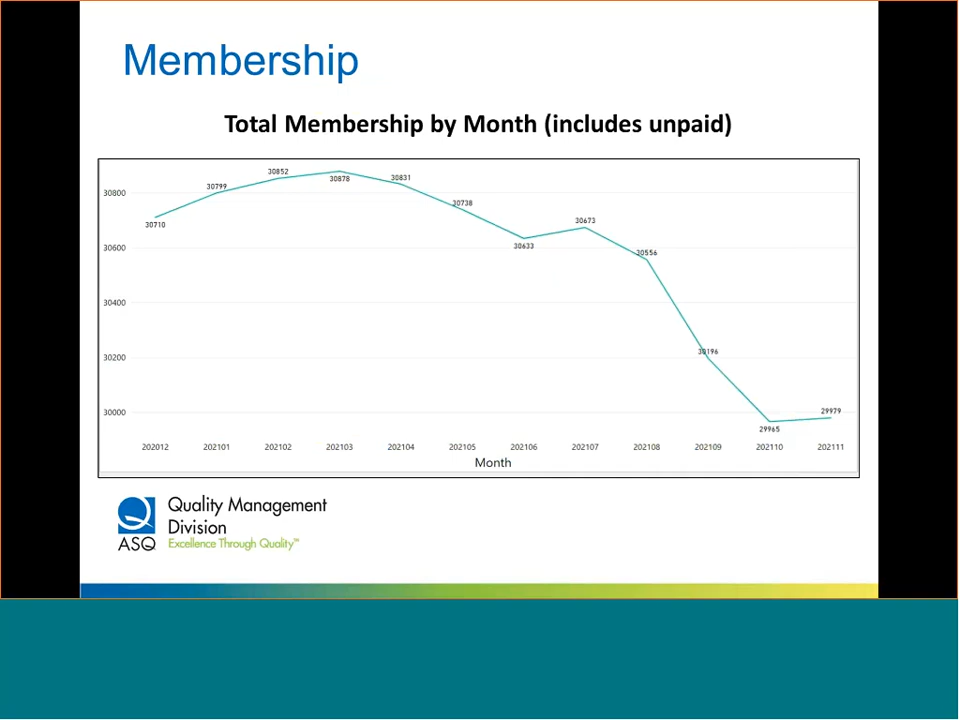 Membership
Total Membership by Month (includes unpaid)
30852
30878
30831
30799
30800
30738
30710
30673
30633
30600
30556
30400
30196
30200
30000
29979
29965
202012 202101 202102 202103 202104 202105 202106 202107 202108 202109 202110 202111
Month
Quality Management
Division
ASQ Excellence Through Quality™